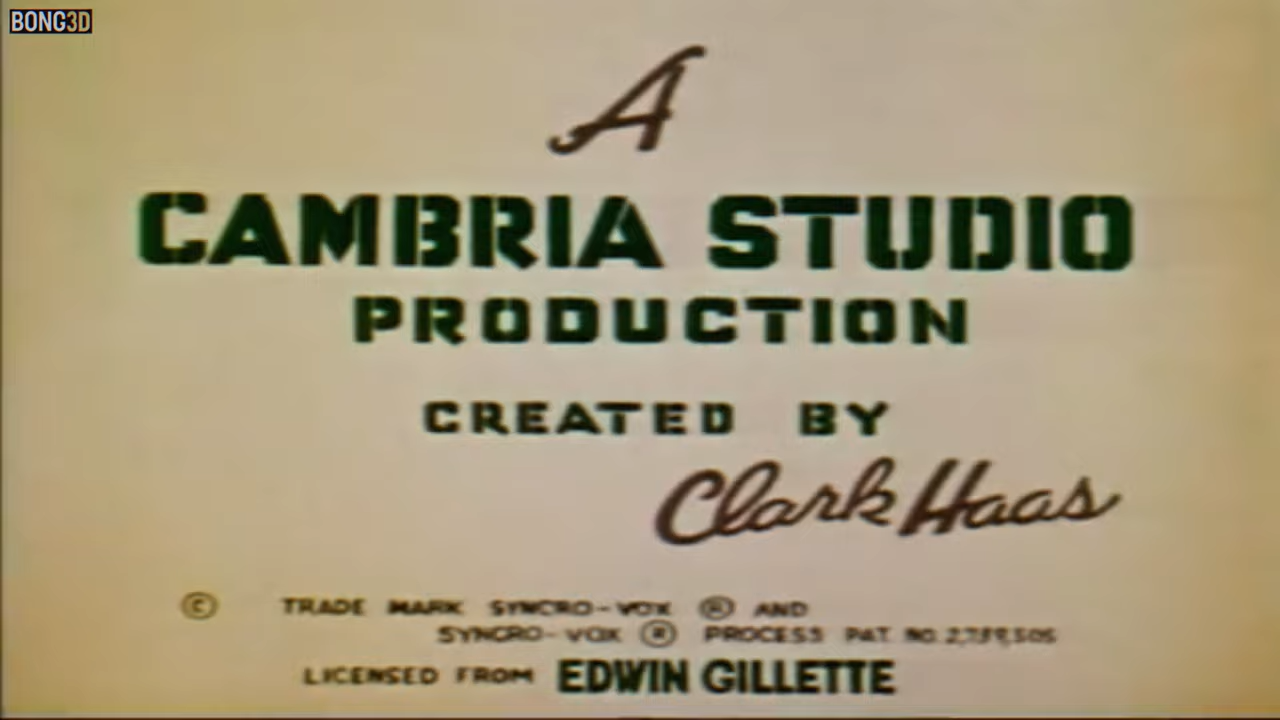 BONG3D
A
CAMBRIA STUDIO
PRODUCTION
CREATED BY
Clark Haas
© TRADE MARK SYNCRO-VOX ® AND
SYNCRO-VOX ® PROCESS PAT NO.
LICENSED FROM EDWIN GILLETTE